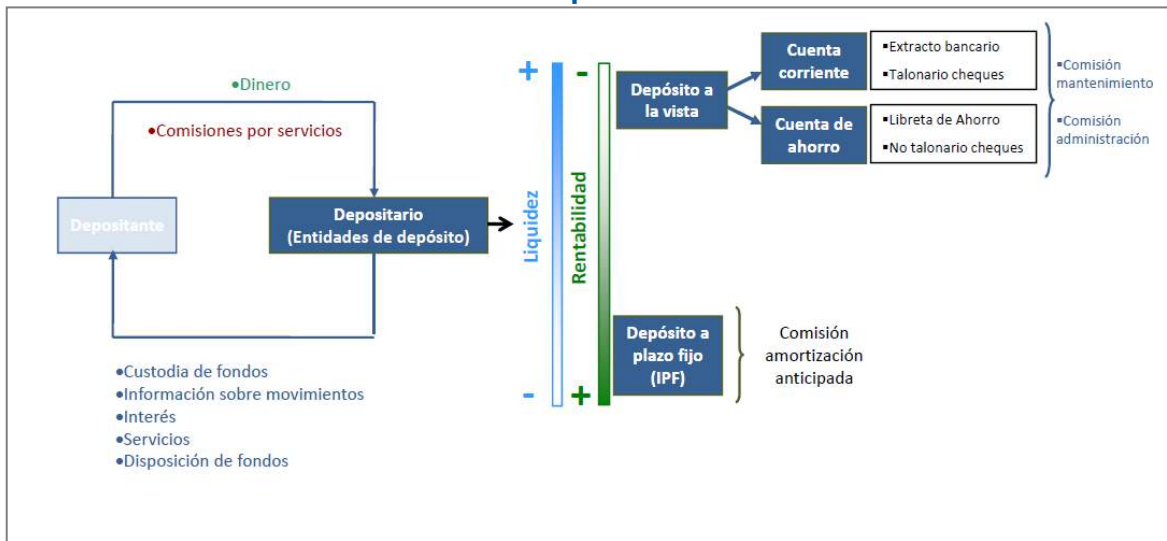 •Dinero
•Comisiones por servicios
Depositante
Depositario
(Entidades de depósito)
•Custodia de fondos
•Información sobre movimientos
•Interés
•Servicios
•Disposición de fondos
+
-
Liquidez
-
+
Rentabilidad
Depósito a
la vista
Cuenta
corriente
▪Extracto bancario
▪Talonario cheques
Cuenta de
ahorro
▪Libreta de Ahorro
▪No talonario cheques
▪Comisión
mantenimiento
▪Comisión
administración
Depósito a
plazo fijo
(IPF)
Comisión
amortización
anticipada